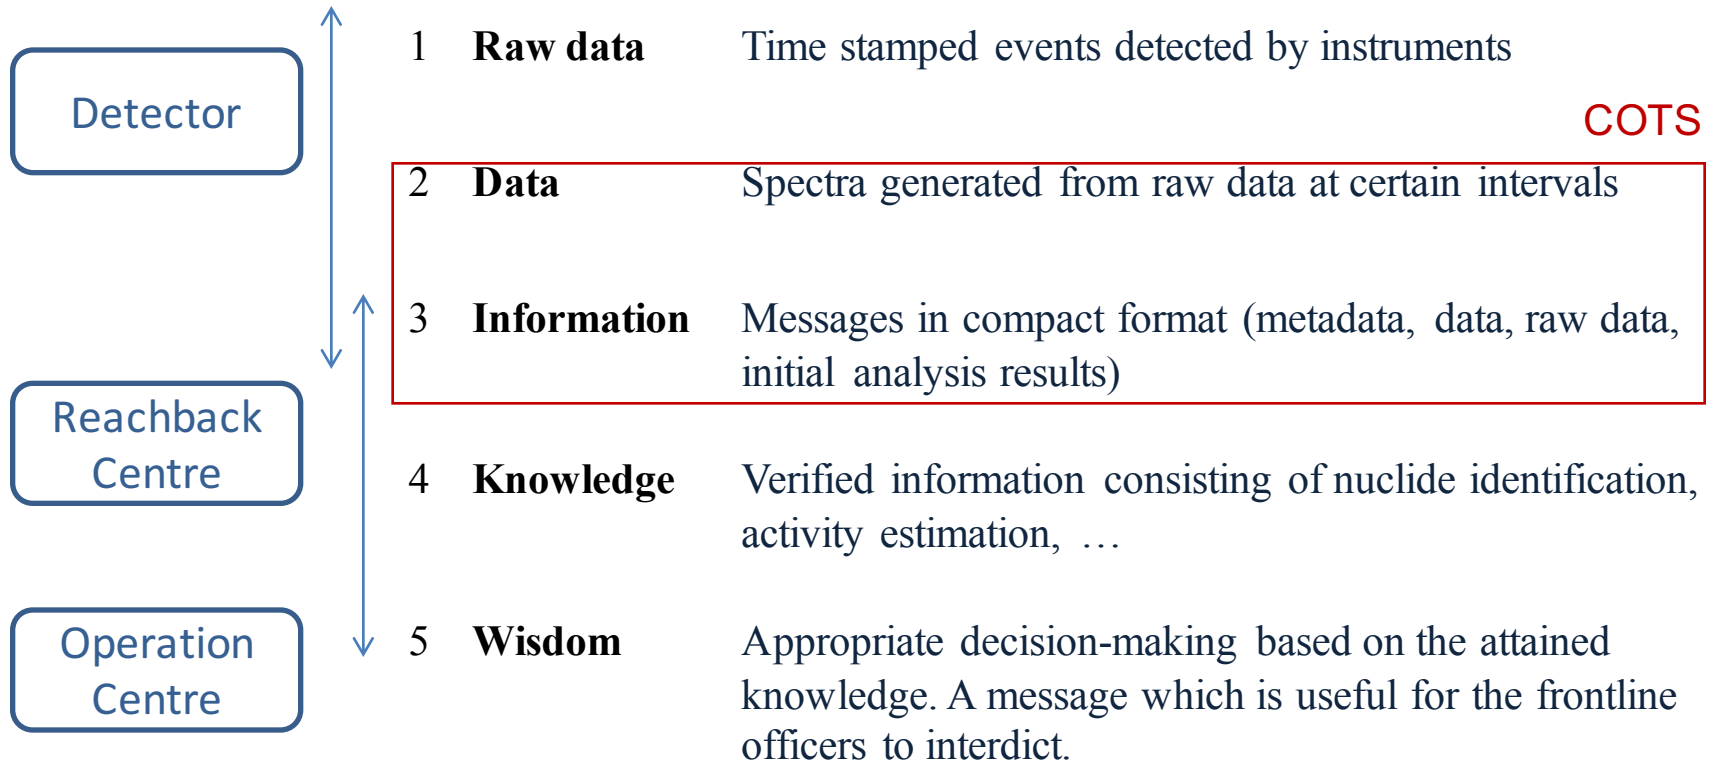 Detector
Reachback
Centre
Operation
Centre
1 Raw data Time stamped events detected by instruments
COTS
2 Data Spectra generated from raw data at certain intervals
3 Information Messages in compact format (metadata, data, raw data,
initial analysis results)
4 Knowledge Verified information consisting of nuclide identification,
activity estimation, …
5 Wisdom Appropriate decision-making based on the attained
knowledge. A message which is useful for the frontline
officers to interdict.